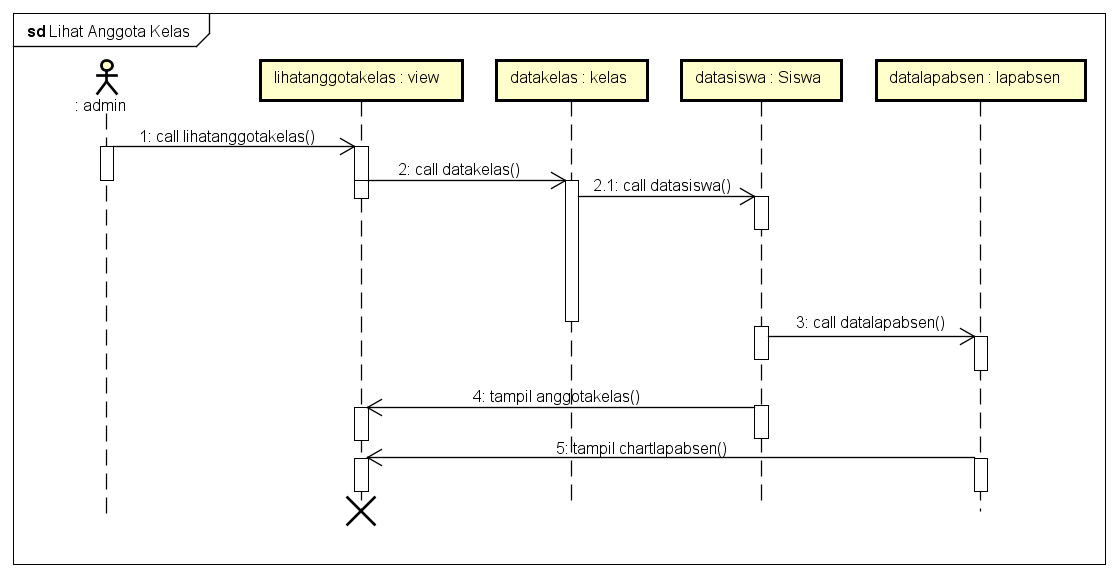 sd Lihat Anggota Kelas
: admin
lihatanggotakelas : view
datakelas : kelas
datasiswa : Siswa
datalapabsen : lapabsen
1: call lihatanggotakelas()
2: call datakelas()
2.1: call datasiswa()
3: call datalapabsen()
4: tampil anggotakelas()
5: tampil chartlapabsen()